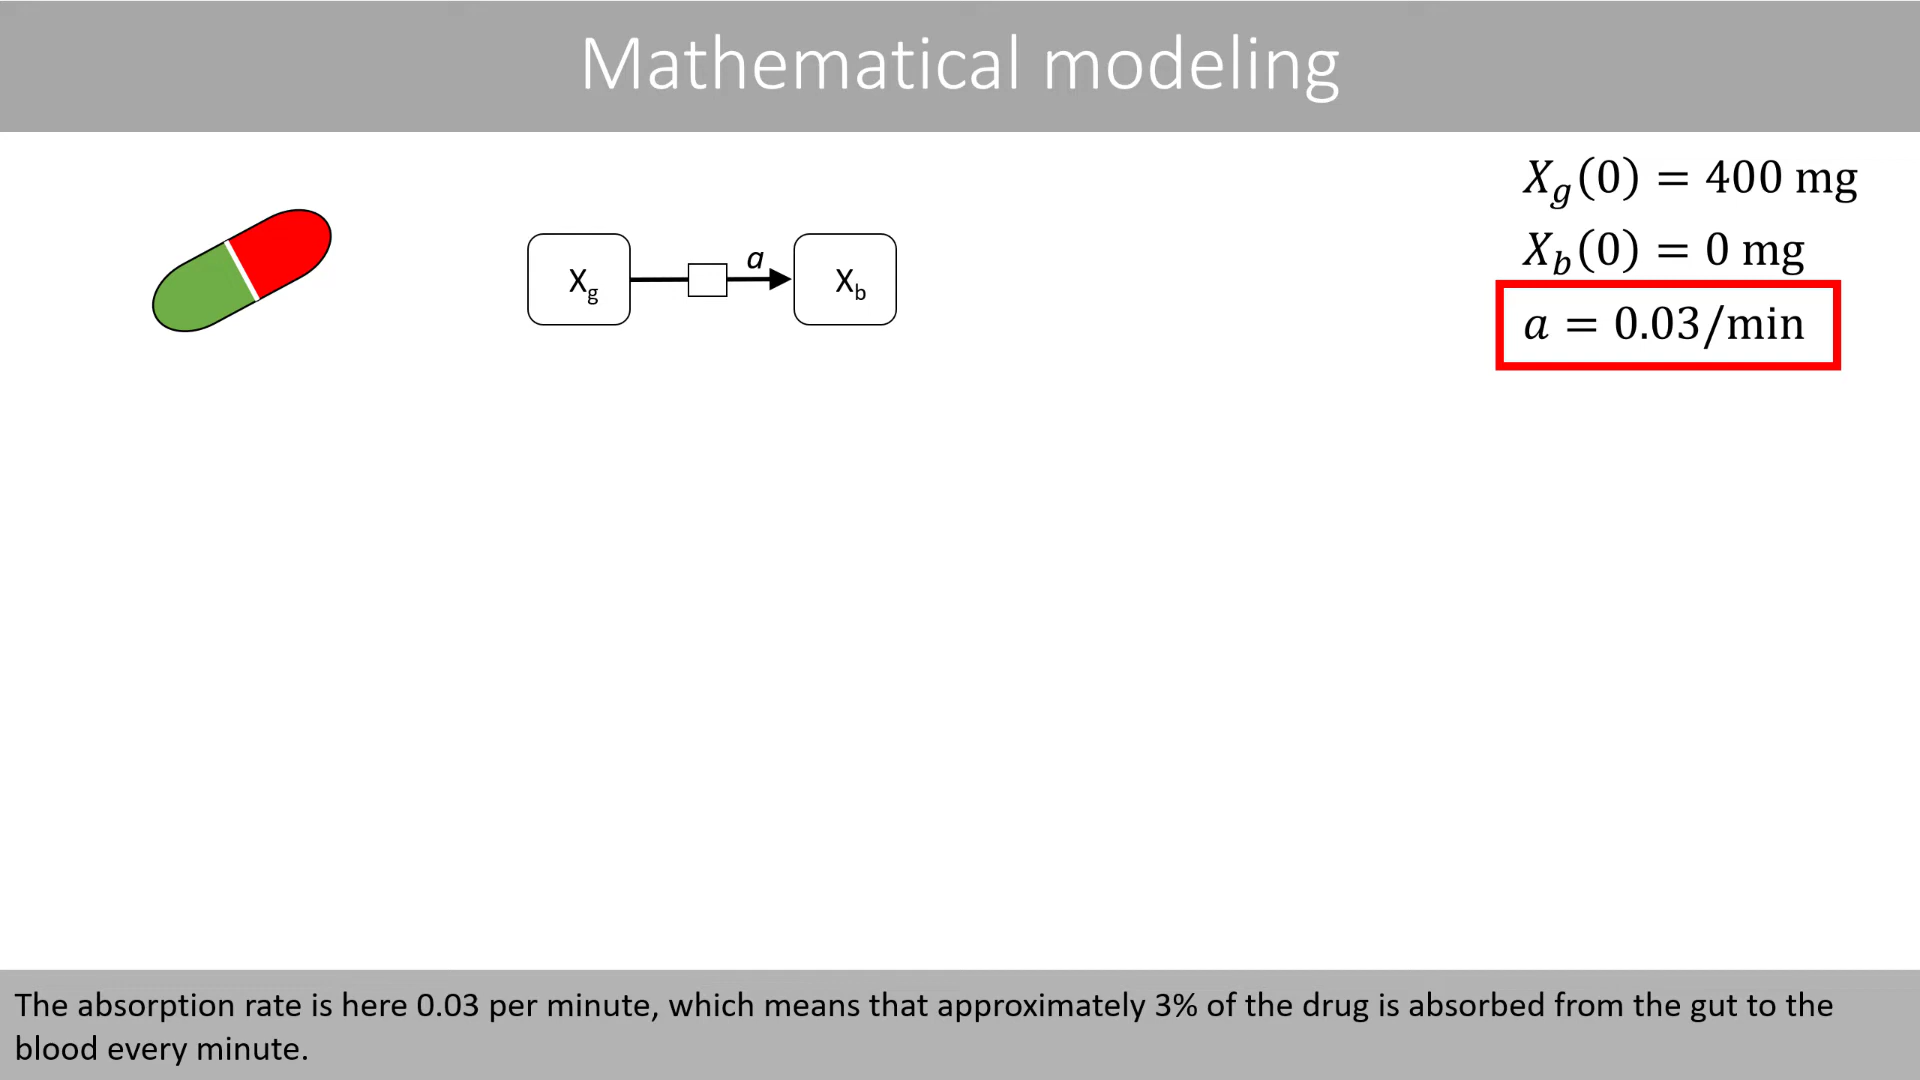 Mathematical modeling
X_g(0) = 400 mg
X_b(0) = 0 mg
a = 0.03/min
X_g
a
X_b
The absorption rate is here 0.03 per minute, which means that approximately 3% of the drug is absorbed from the gut to the
blood every minute.